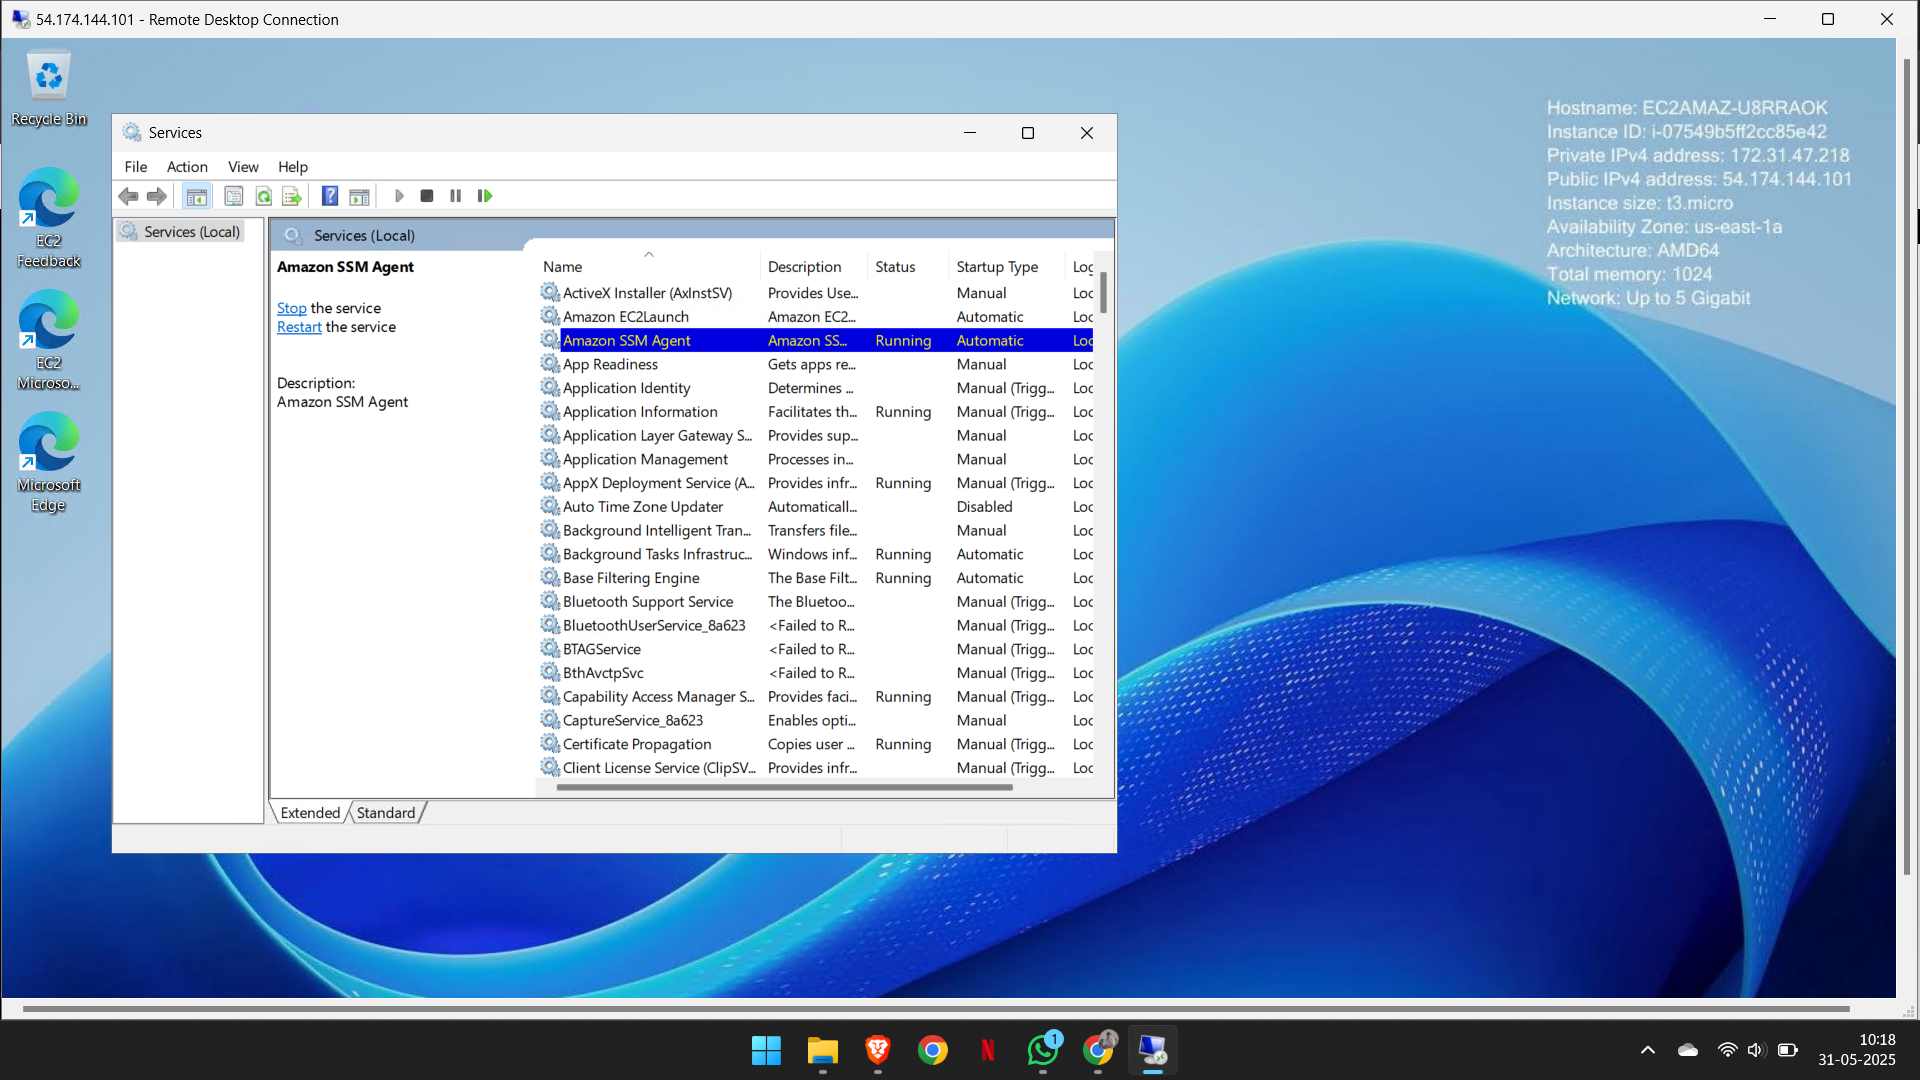 54.174.144.101 - Remote Desktop Connection
Recycle Bin
EC2
Feedback
EC2
Microso...
Microsoft
Edge
Hostname: EC2AMAZ-U8RRAOK
Instance ID: i-07549b5ff2cc85e42
Private IPv4 address: 172.31.47.218
Public IPv4 address: 54.174.144.101
Instance size: t3.micro
Availability Zone: us-east-1a
Architecture: AMD64
Total memory: 1024
Network: Up to 5 Gigabit
Services
File Action View Help
Services (Local)
Services (Local)
Amazon SSM Agent
Stop the service
Restart the service
Description:
Amazon SSM Agent
Name Description Status Startup Type Log
ActiveX Installer (AxInstSV) Provides Use... Manual Loc
Amazon EC2Launch Amazon EC2... Automatic Loc
Amazon SSM Agent Amazon SS... Running Automatic Loc
App Readiness Gets apps re... Manual Loc
Application Identity Determines ... Manual (Trigg... Loc
Application Information Facilitates th... Running Manual (Trigg... Loc
Application Layer Gateway S... Provides sup... Manual Loc
Application Management Processes in... Manual Loc
AppX Deployment Service (A... Provides infr... Running Manual (Trigg... Loc
Auto Time Zone Updater Automaticall... Disabled Loc
Background Intelligent Tran... Transfers file... Manual Loc
Background Tasks Infrastruc... Windows inf... Running Automatic Loc
Base Filtering Engine The Base Filt... Running Automatic Loc
Bluetooth Support Service The Bluetoo... Manual (Trigg... Loc
BluetoothUserService_8a623 <Failed to R... Manual (Trigg... Loc
BTAGService <Failed to R... Manual (Trigg... Loc
BthAvctpSvc <Failed to R... Manual (Trigg... Loc
Capability Access Manager S... Provides faci... Running Manual (Trigg... Loc
CaptureService_8a623 Enables opti... Manual Loc
Certificate Propagation Copies user ... Running Manual (Trigg... Loc
Client License Service (ClipSV... Provides infr... Manual (Trigg... Loc
Extended Standard
1
10:18
31-05-2025